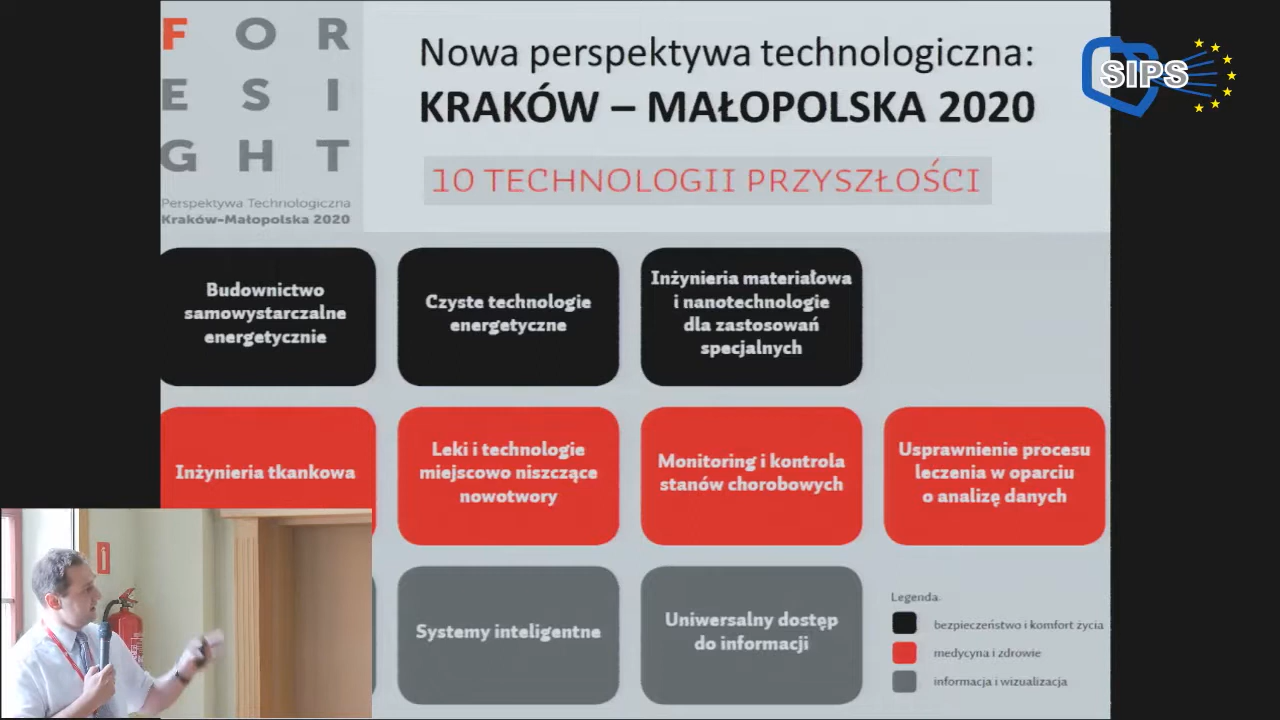 F O R
E S I
G H T
Perspektywa Technologiczna
Kraków–Małopolska 2020
Nowa perspektywa technologiczna:
KRAKÓW – MAŁOPOLSKA 2020
10 TECHNOLOGII PRZYSZŁOŚCI
SIPS
Budownictwo
samowystarczalne
energetycznie
Czyste technologie
energetyczne
Inżynieria materiałowa
i nanotechnologie
dla zastosowań
specjalnych
Inżynieria tkankowa
Leki i technologie
miejscowo niszczące
nowotwory
Monitoring i kontrola
stanów chorobowych
Usprawnienie procesu
leczenia w oparciu
o analizę danych
Systemy inteligentne
Uniwersalny dostęp
do informacji
Legenda:
bezpieczeństwo i komfort życia
medycyna i zdrowie
informacja i wizualizacja